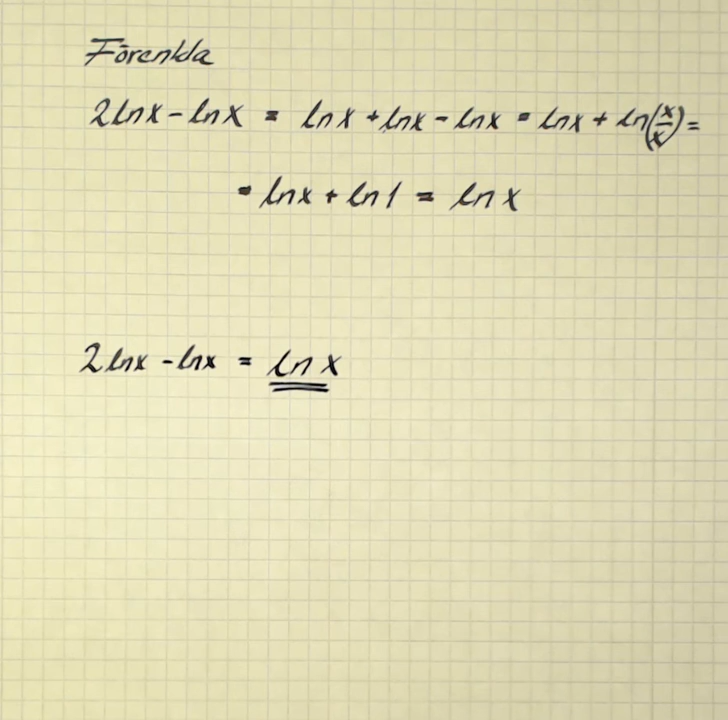 Förenkla
2lnx - lnx = lnx + lnx - lnx = lnx + ln(x/x) =
= lnx + ln1 = lnx
2lnx - lnx = lnx